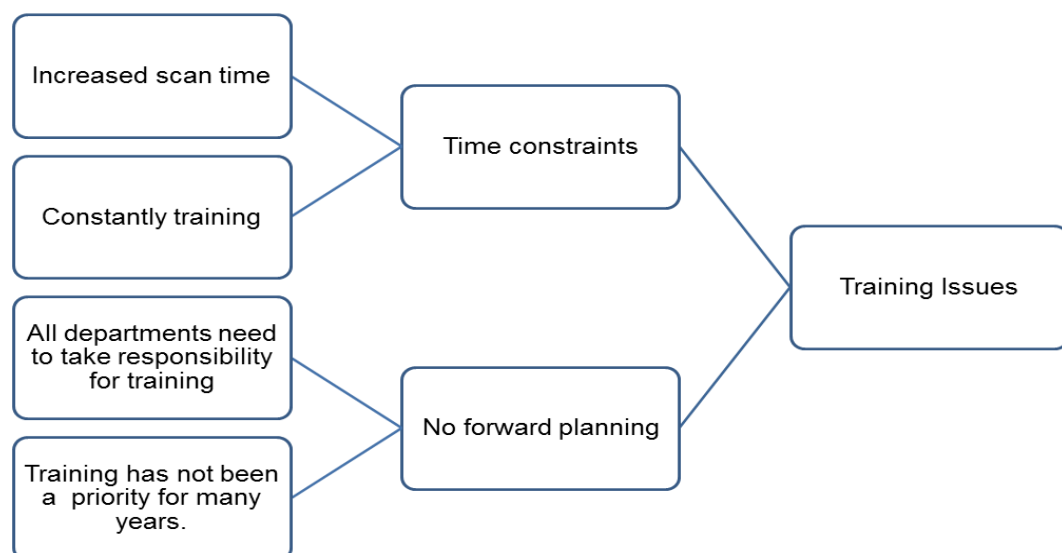 Increased scan time
Time constraints
Constantly training
Training Issues
All departments need
to take responsibility
for training
No forward planning
Training has not been
a priority for many
years.